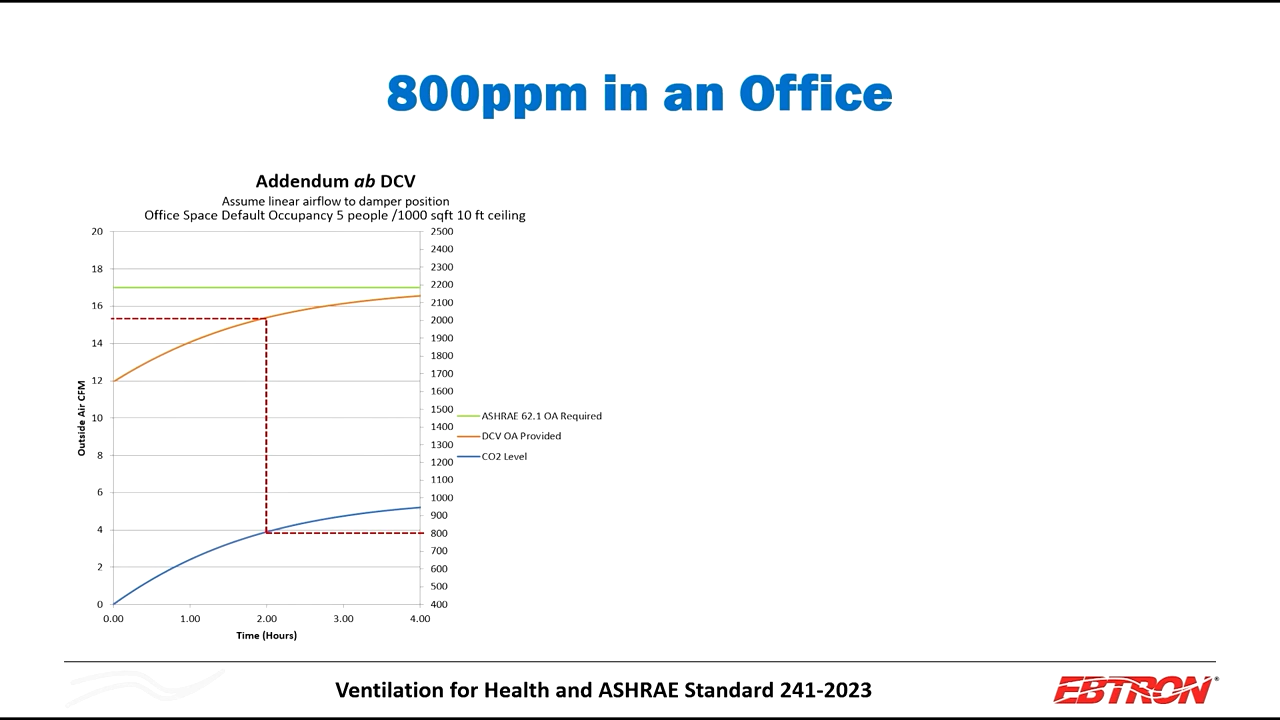 800ppm in an Office
Addendum ab DCV
Assume linear airflow to damper position
Office Space Default Occupancy 5 people /1000 sqft 10 ft ceiling
Outside Air CFM
20
18
16
14
12
10
8
6
4
2
0
2500
2400
2300
2200
2100
2000
1900
1800
1700
1600
1500
1400
1300
1200
1100
1000
900
800
700
600
500
400
ASHRAE 62.1 OA Required
DCV OA Provided
CO2 Level
0.00 1.00 2.00 3.00 4.00
Time (Hours)
Ventilation for Health and ASHRAE Standard 241-2023
EBTRON®